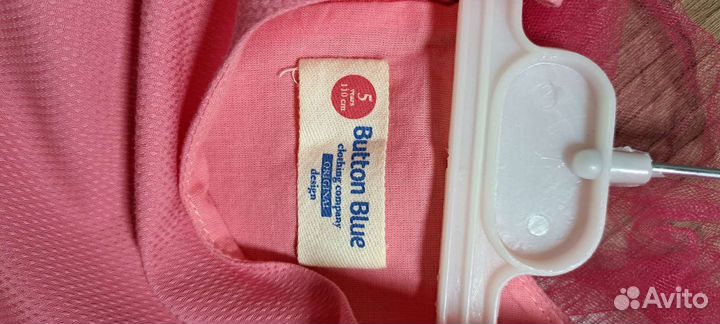 5
Years
110 cm
Button Blue
clothing company
ORIGINAL
design
Avito